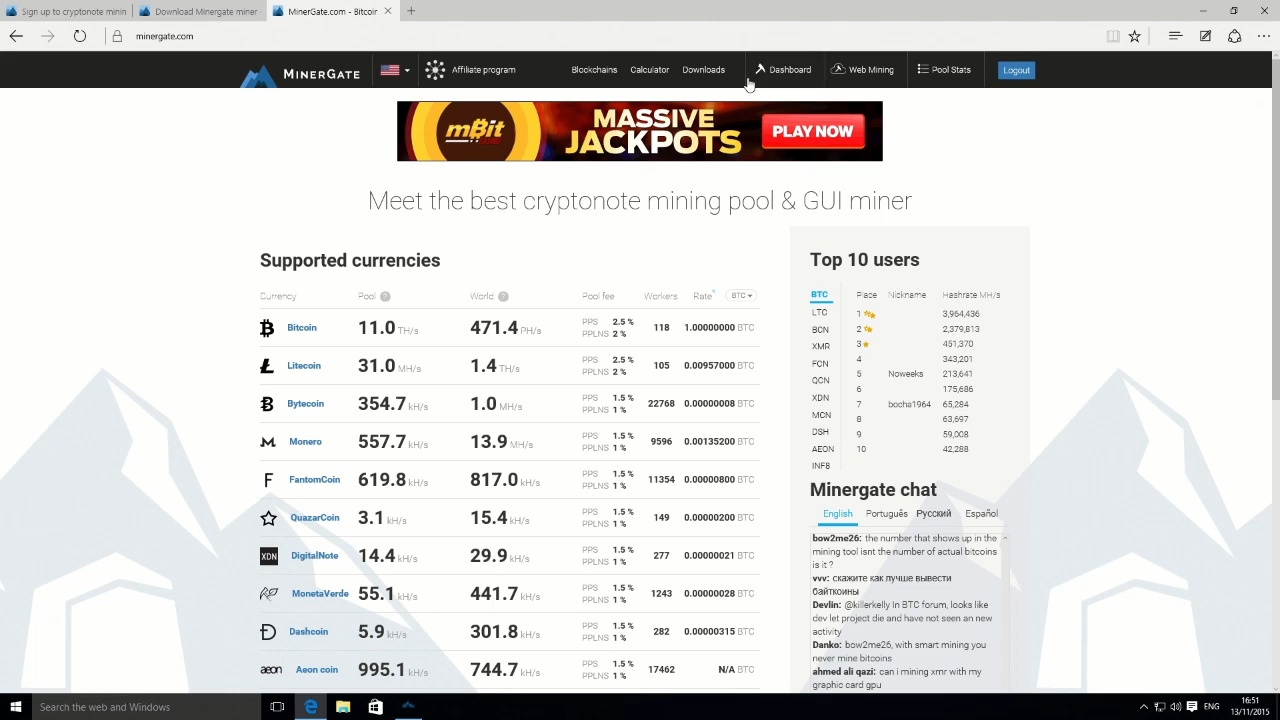 Sign up to cryptonote minin
Download Minergate miner
MinerGate.com - Bitcoin
minergate.com
MINERGATE
Affiliate program
Blockchains
Calculator
Downloads
Dashboard
Web Mining
Pool Stats
Logout
mBit
MASSIVE
JACKPOTS
PLAY NOW
Meet the best cryptonote mining pool & GUI miner
Supported currencies
Currency Pool ? World ? Pool fee Workers Rate* BTC
Bitcoin 11.0 TH/s 471.4 PH/s PPS 2.5 % PPLNS 2 % 118 1.00000000 BTC
Litecoin 31.0 MH/s 1.4 TH/s PPS 2.5 % PPLNS 2 % 105 0.00957000 BTC
Bytecoin 354.7 kH/s 1.0 MH/s PPS 1.5 % PPLNS 1 % 22768 0.00000008 BTC
Monero 557.7 kH/s 13.9 MH/s PPS 1.5 % PPLNS 1 % 9596 0.00135200 BTC
FantomCoin 619.8 kH/s 817.0 kH/s PPS 1.5 % PPLNS 1 % 11354 0.00000800 BTC
QuazarCoin 3.1 kH/s 15.4 kH/s PPS 1.5 % PPLNS 1 % 149 0.00000200 BTC
XDN DigitalNote 14.4 kH/s 29.9 kH/s PPS 1.5 % PPLNS 1 % 277 0.00000021 BTC
MonetaVerde 55.1 kH/s 441.7 kH/s PPS 1.5 % PPLNS 1 % 1243 0.00000028 BTC
Dashcoin 5.9 kH/s 301.8 kH/s PPS 1.5 % PPLNS 1 % 282 0.00000315 BTC
aeon Aeon coin 995.1 kH/s 744.7 kH/s PPS 1.5 % PPLNS 1 % 17462 N/A BTC
Top 10 users
BTC
LTC
BCN
XMR
FCN
QCN
XDN
MCN
DSH
AEON
INF8
Place Nickname Hashrate MH/s
1 3,964,436
2 2,379,813
3 451,370
4 343,201
5 Noweeks 213,641
6 175,686
7 bocha1964 65,284
8 63,697
9 59,008
10 42,288
Minergate chat
English Português Русский Español
bow2me26: the number that shows up in the
mining tool isnt the number of actual bitcoins
is it ?
vvv: скажите как лучше вывести
байткоины
Devlin: @killerkelly In BTC forum, looks like
dev let project die and have not seen an new
activity
Danko: bow2me26, with smart mining you
never mine bitcoins
ahmed ali qazi: can i mining xmr with my
graphic card gpu
Search the web and Windows
ENG
16:51
13/11/2015